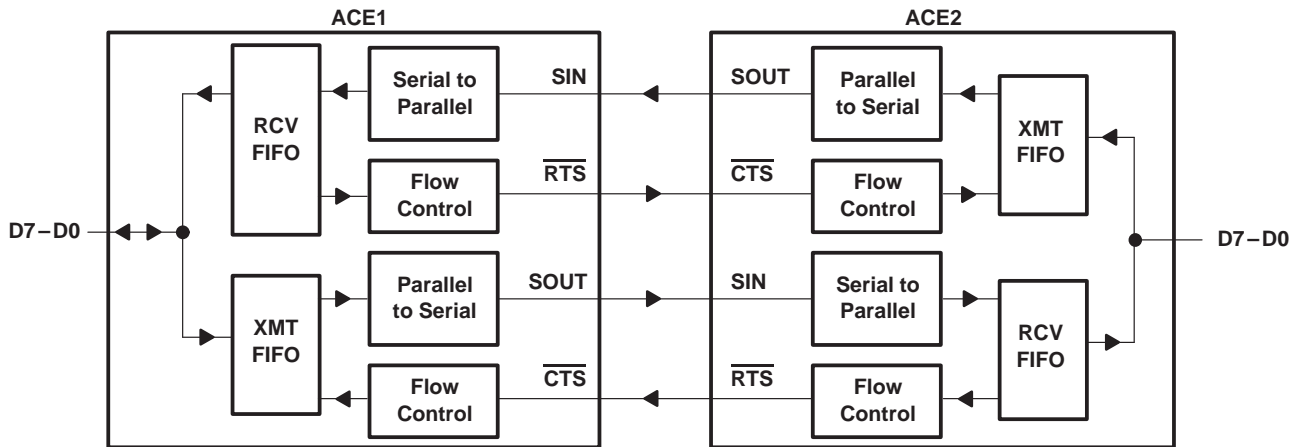 ACE1
ACE2
RCV
FIFO
Serial to
Parallel
SIN
SOUT
Parallel
to Serial
XMT
FIFO
Flow
Control
RTS
CTS
Flow
Control
D7–D0
D7–D0
XMT
FIFO
Parallel
to Serial
SOUT
SIN
Serial to
Parallel
RCV
FIFO
Flow
Control
CTS
RTS
Flow
Control